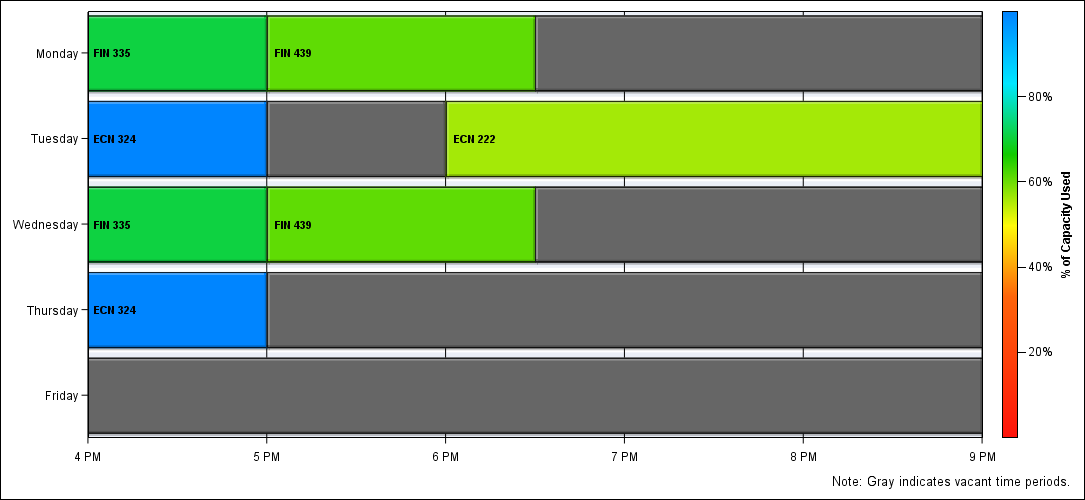 Monday
FIN 335
FIN 439
Tuesday
ECN 324
ECN 222
Wednesday
FIN 335
FIN 439
Thursday
ECN 324
Friday
4 PM
5 PM
6 PM
7 PM
8 PM
9 PM
80%
60%
40%
20%
% of Capacity Used
Note: Gray indicates vacant time periods.